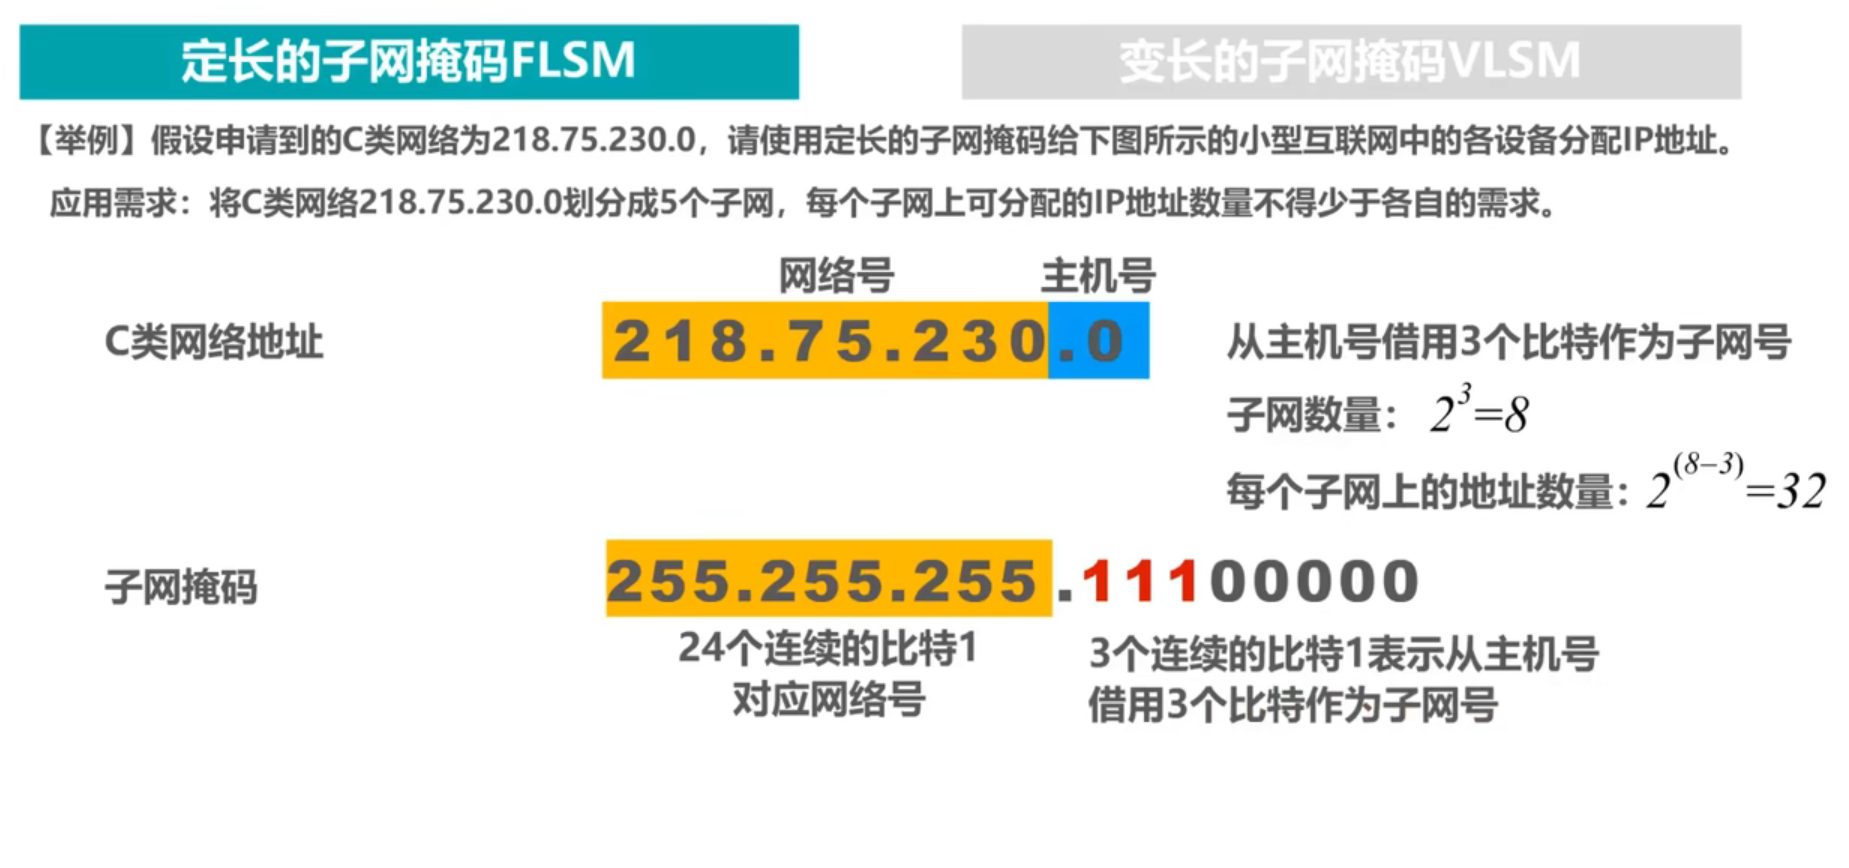 定长的子网掩码FLSM
变长的子网掩码VLSM
【举例】假设申请到的C类网络为218.75.230.0，请使用定长的子网掩码给下图所示的小型互联网中的各设备分配IP地址。
应用需求：将C类网络218.75.230.0划分成5个子网，每个子网上可分配的IP地址数量不得少于各自的需求。
网络号 主机号
C类网络地址 218.75.230.0 从主机号借用3个比特作为子网号
子网数量： 2^3=8
每个子网上的地址数量：2^(8–3)=32
子网掩码 255.255.255.11100000
24个连续的比特1
对应网络号
3个连续的比特1表示从主机号
借用3个比特作为子网号